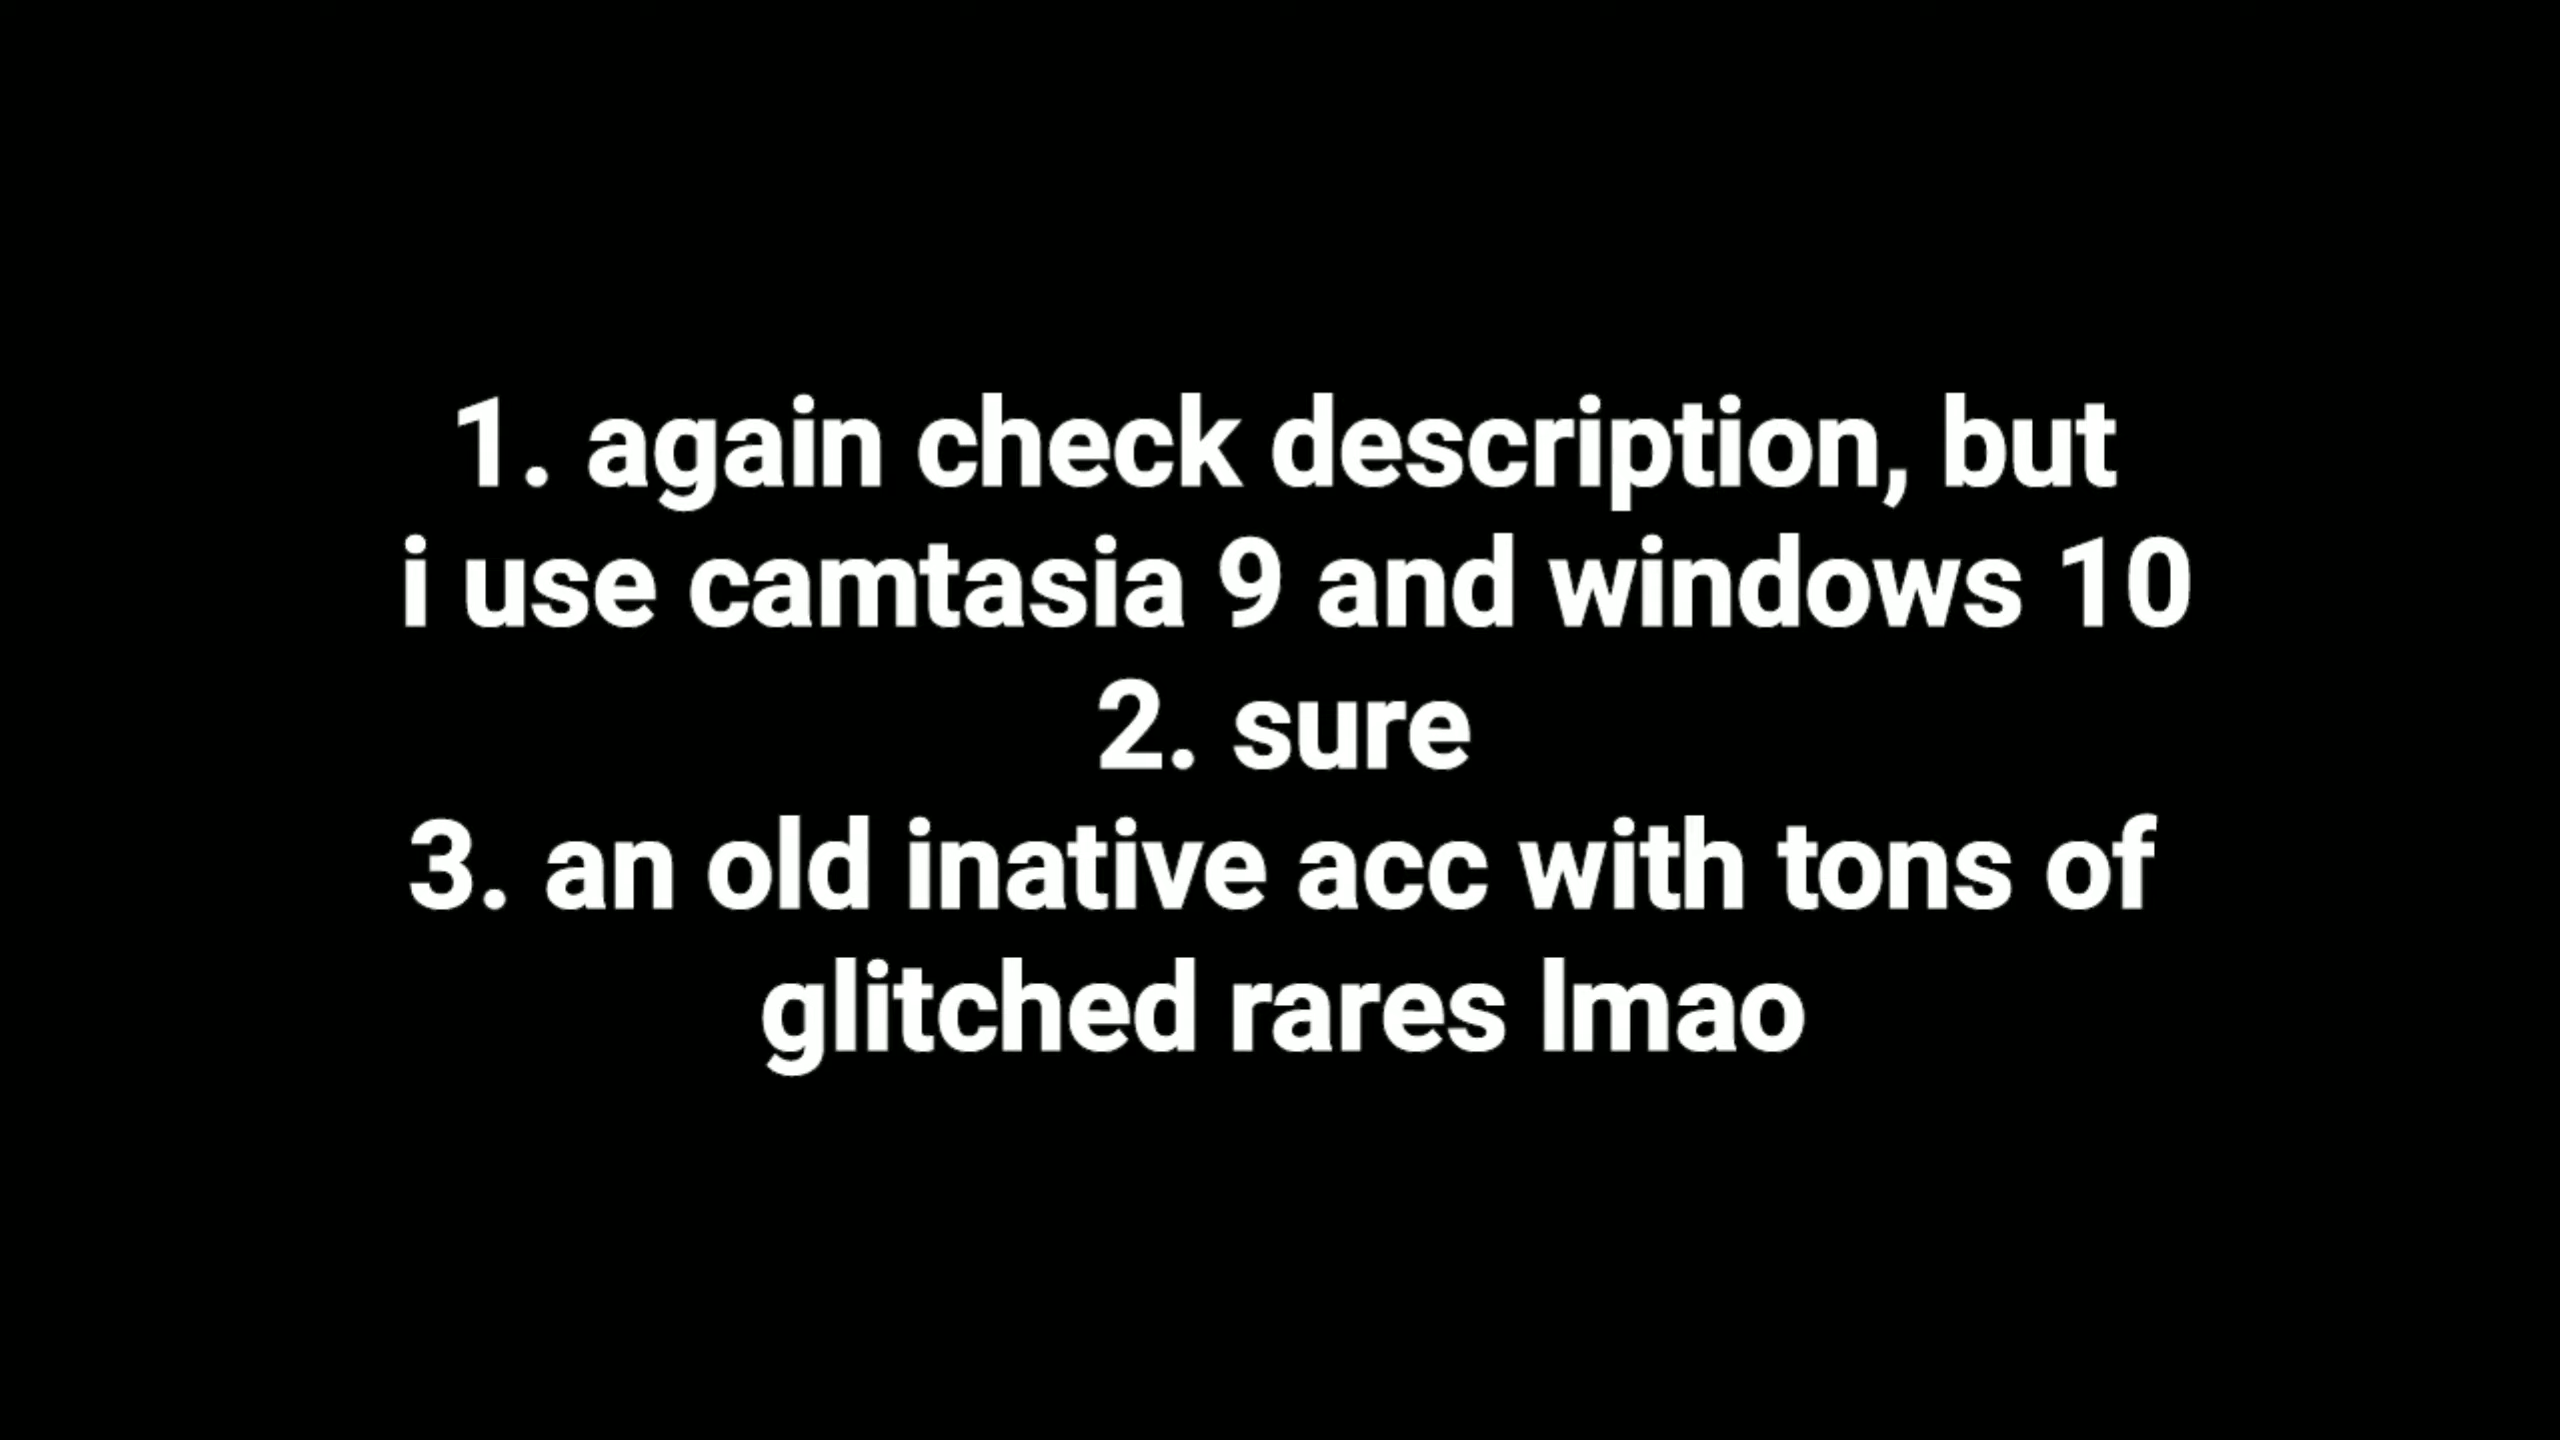 1. again check description, but
i use camtasia 9 and windows 10
2. sure
3. an old inative acc with tons of
glitched rares lmao